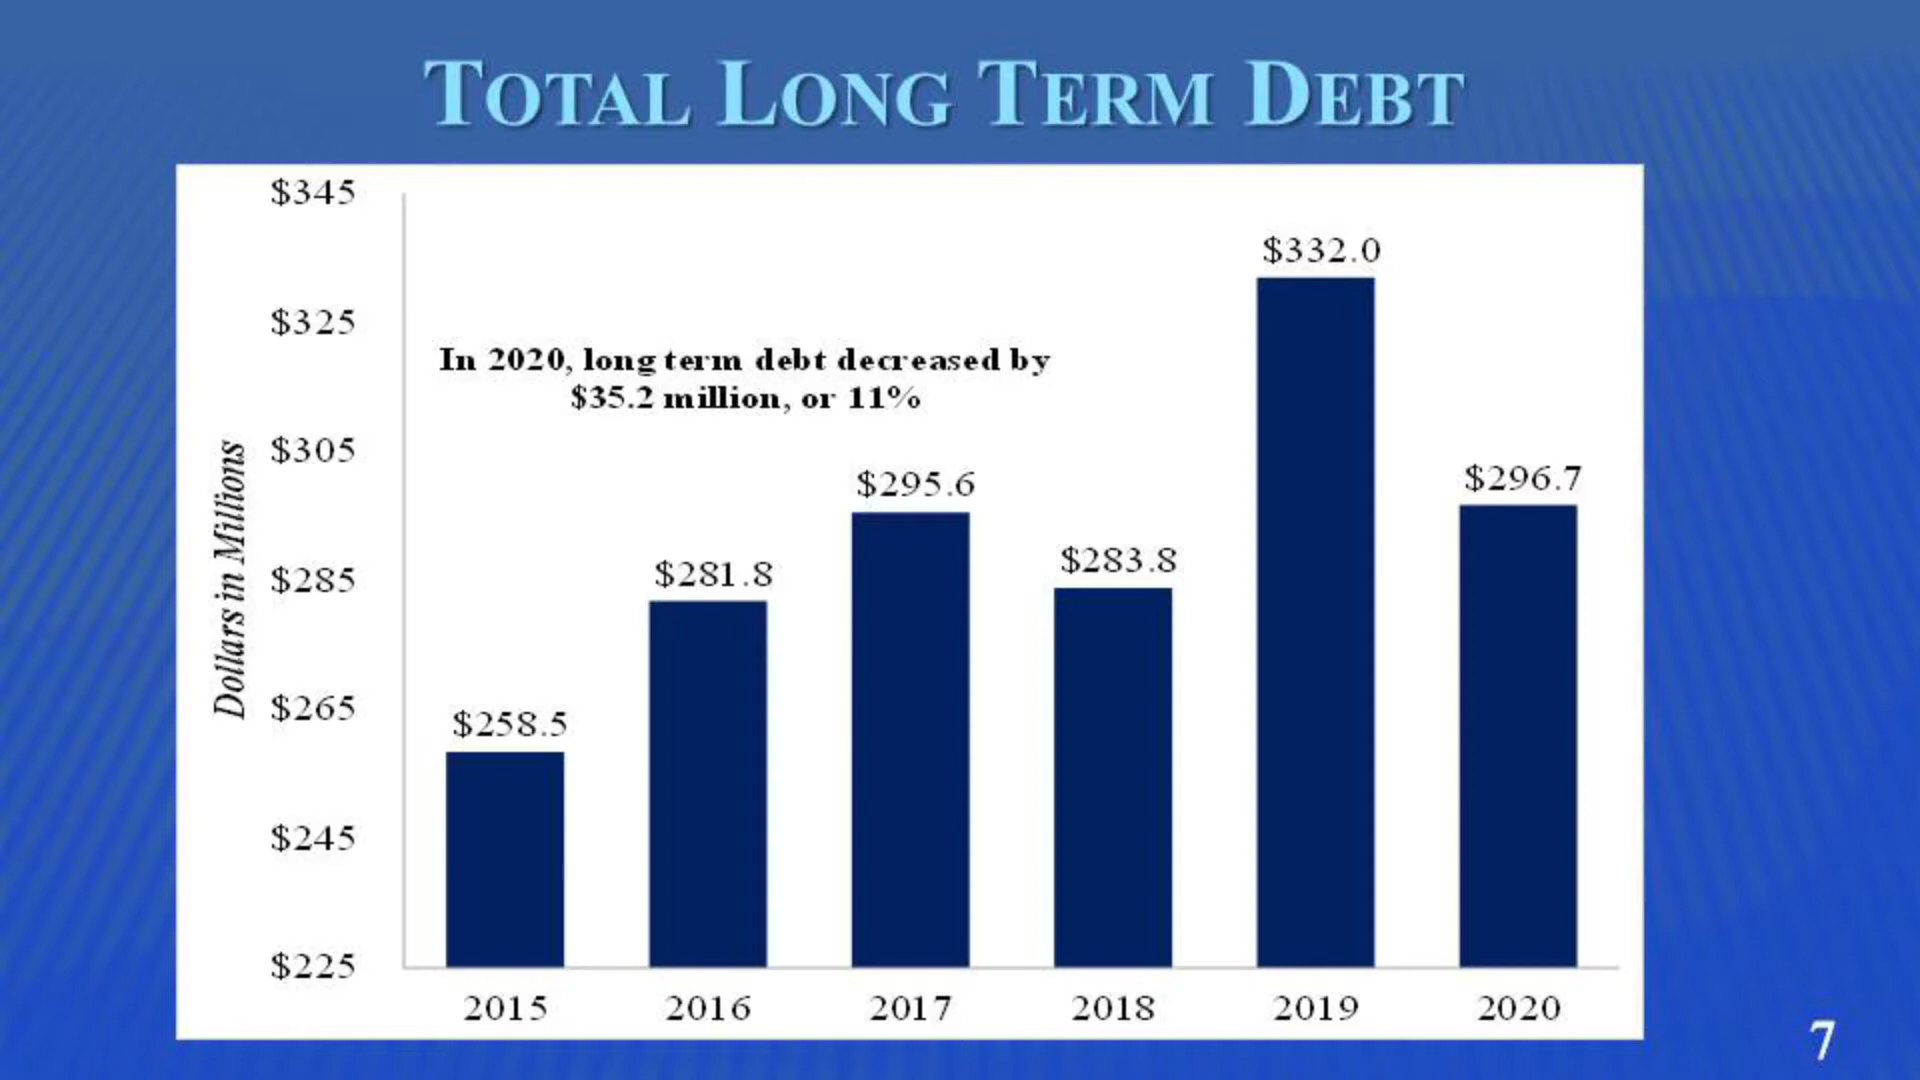 TOTAL LONG TERM DEBT
$345
$325
$305
$285
$265
$245
$225
Dollars in Millions
In 2020, long term debt decreased by
$35.2 million, or 11%
$258.5
$281.8
$295.6
$283.8
$332.0
$296.7
2015 2016 2017 2018 2019 2020
7